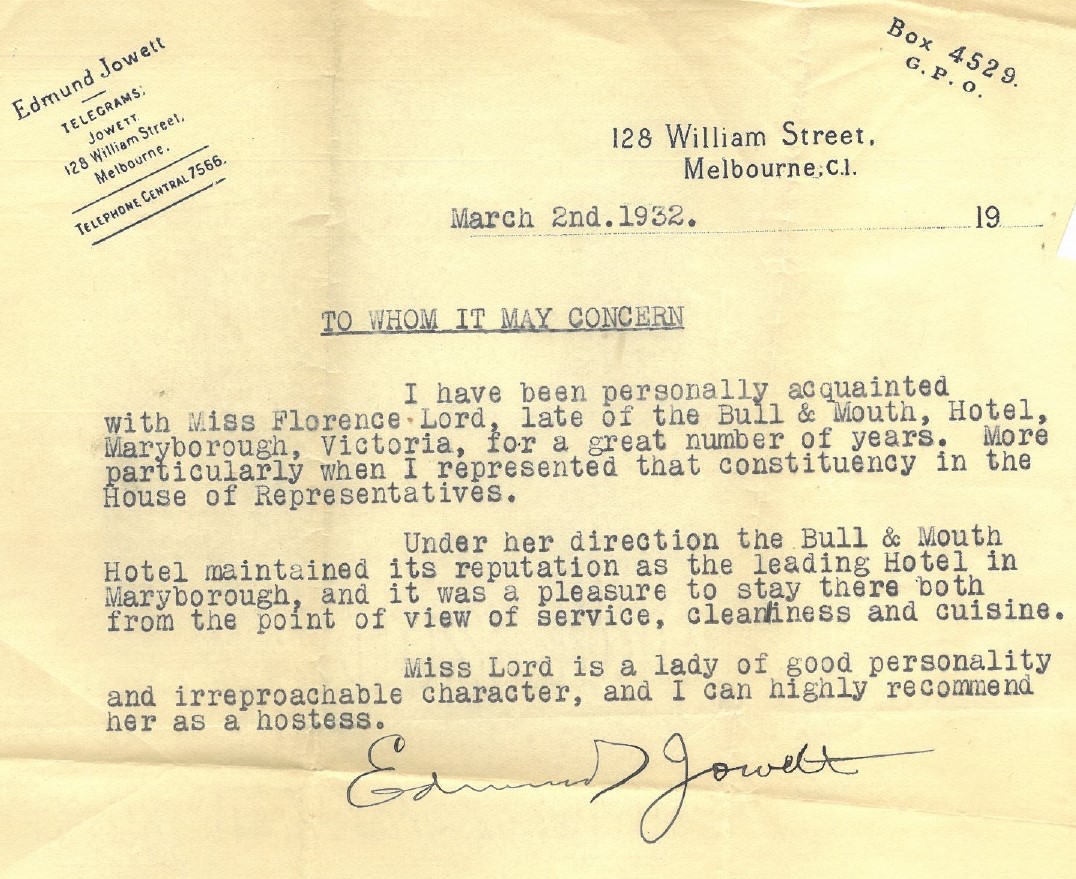 Edmund Jowett
TELEGRAMS:
JOWETT.
128 William Street,
Melbourne.
TELEPHONE CENTRAL 7566.
Box 4529.
G.P.O.
128 William Street,
Melbourne, C.1.
March 2nd.1932. 19
TO WHOM IT MAY CONCERN
I have been personally acquainted
with Miss Florence Lord, late of the Bull & Mouth, Hotel,
Maryborough, Victoria, for a great number of years. More
particularly when I represented that constituency in the
House of Representatives.
Under her direction the Bull & Mouth
Hotel maintained its reputation as the leading Hotel in
Maryborough, and it was a pleasure to stay there both
from the point of view of service, cleanliness and cuisine.
Miss Lord is a lady of good personality
and irreproachable character, and I can highly recommend
her as a hostess.
Edmund Jowett